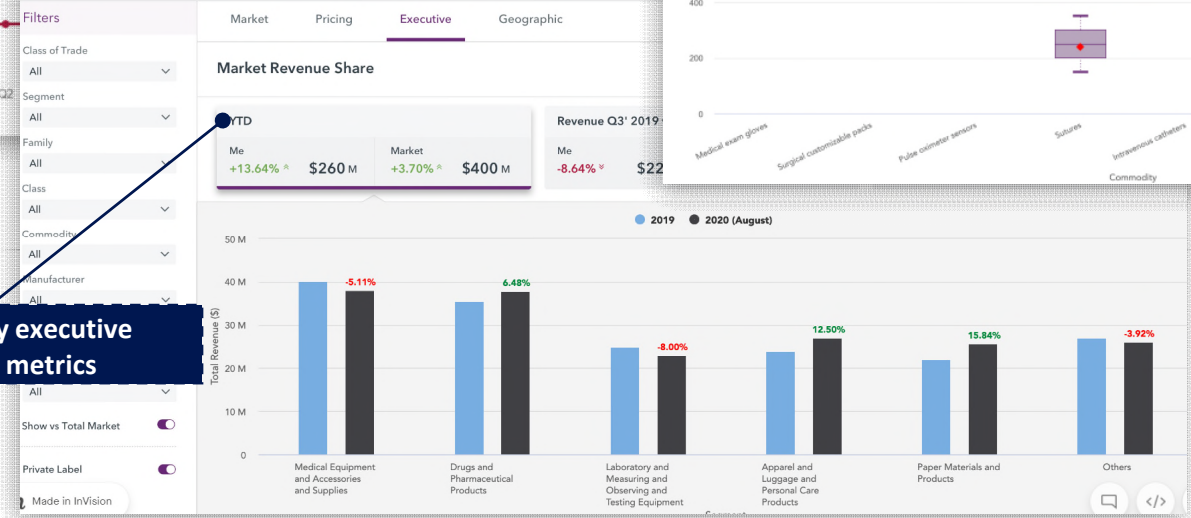 Filters
Class of Trade
All
Segment
All
Family
All
Class
All
Commodity
All
Manufacturer
All
All
Show vs Total Market
Private Label
Made in InVision
Q2
y executive
metrics
Market Pricing Executive Geographic
Market Revenue Share
YTD
Me Market
+13.64% $260 M +3.70% $400 M
Revenue Q3' 2019
Me
-8.64% $22
2019 2020 (August)
50 M
40 M
30 M
20 M
10 M
0
Total Revenue ($)
-5.11%
6.48%
-8.00%
12.50%
15.84%
-3.92%
Medical Equipment
and Accessories
and Supplies
Drugs and
Pharmaceutical
Products
Laboratory and
Measuring and
Observing and
Testing Equipment
Apparel and
Luggage and
Personal Care
Products
Paper Materials and
Products
Others
Segment
400
200
0
Medical exam gloves
Surgical customizable packs
Pulse oximeter sensors
Sutures
Intravenous catheters
Commodity